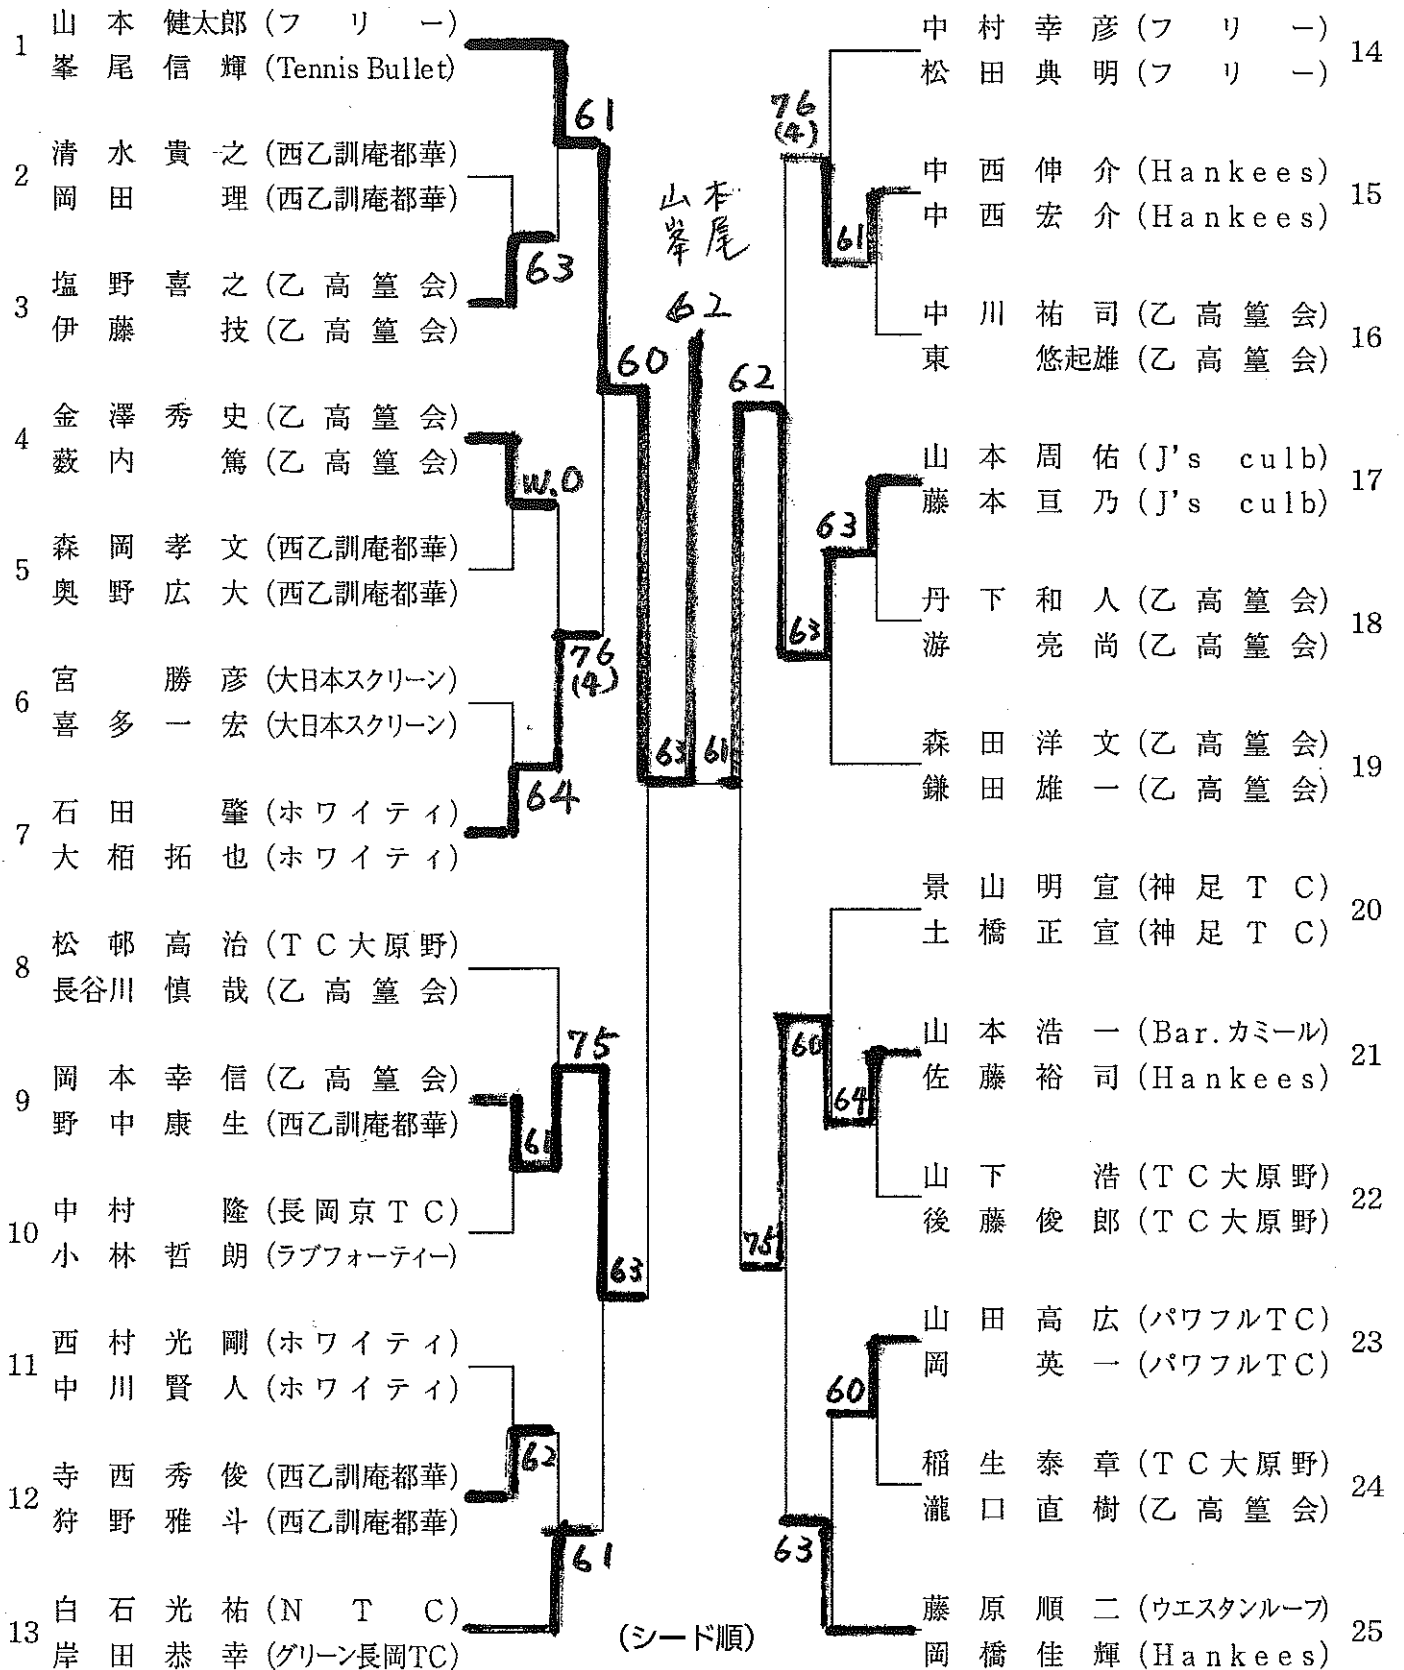 1 山本 健太郎 (フリー)
峯尾信輝 (Tennis Bullet)
2 清水貴之 (西乙訓庵都華)
岡田 理 (西乙訓庵都華)
3 塩野喜之 (乙高篁会)
伊藤 技 (乙高篁会)
4 金澤秀史 (乙高篁会)
薮内 篤 (乙高篁会)
5 森岡孝文 (西乙訓庵都華)
奥野広大 (西乙訓庵都華)
6 宮 勝彦 (大日本スクリーン)
喜多一宏 (大日本スクリーン)
7 石田 肇 (ホワイティ)
大栢拓也 (ホワイティ)
8 松邨高治 (TC大原野)
長谷川 慎哉 (乙高篁会)
9 岡本幸信 (乙高篁会)
野中康生 (西乙訓庵都華)
10 中村 隆 (長岡京TC)
小林哲朗 (ラブフォーティー)
11 西村光剛 (ホワイティ)
中川賢人 (ホワイティ)
12 寺西秀俊 (西乙訓庵都華)
狩野雅斗 (西乙訓庵都華)
13 白石光祐 (NTC)
岸田恭幸 (グリーン長岡TC)
61
63
W.O
76
(4)
64
60
75
61
63
62
61
63
山本
峯尾
62
61
62
76
(4)
61
63
63
75
60
64
60
63
(シード順)
中村幸彦 (フリー) 14
松田典明 (フリー)
中西伸介 (Hankees) 15
中西宏介 (Hankees)
中川祐司 (乙高篁会) 16
東 悠起雄 (乙高篁会)
山本周佑 (J's culb) 17
藤本亘乃 (J's culb)
丹下和人 (乙高篁会) 18
游 亮尚 (乙高篁会)
森田洋文 (乙高篁会) 19
鎌田雄一 (乙高篁会)
景山明宣 (神足TC) 20
土橋正宣 (神足TC)
山本浩一 (Bar.カミール) 21
佐藤裕司 (Hankees)
山下 浩 (TC大原野) 22
後藤俊郎 (TC大原野)
山田高広 (パワフルTC) 23
岡 英一 (パワフルTC)
稲生泰章 (TC大原野) 24
瀧口直樹 (乙高篁会)
藤原順二 (ウエスタンルーフ) 25
岡橋佳輝 (Hankees)